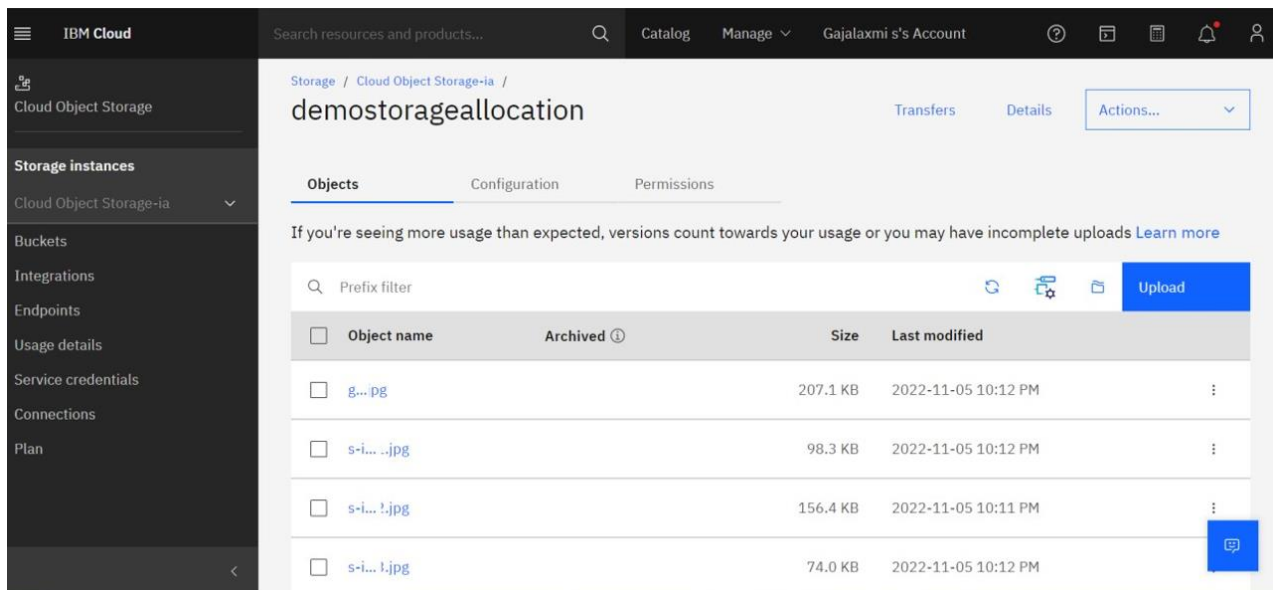 IBM Cloud
Search resources and products...
Catalog
Manage
Gajalaxmi s's Account
Cloud Object Storage
Storage instances
Cloud Object Storage-ia
Buckets
Integrations
Endpoints
Usage details
Service credentials
Connections
Plan
Storage / Cloud Object Storage-ia /
demostorageallocation
Transfers
Details
Actions...
Objects
Configuration
Permissions
If you're seeing more usage than expected, versions count towards your usage or you may have incomplete uploads Learn more
Prefix filter
Upload
Object name Archived Size Last modified
207.1 KB 2022-11-05 10:12 PM
98.3 KB 2022-11-05 10:12 PM
156.4 KB 2022-11-05 10:11 PM
74.0 KB 2022-11-05 10:12 PM